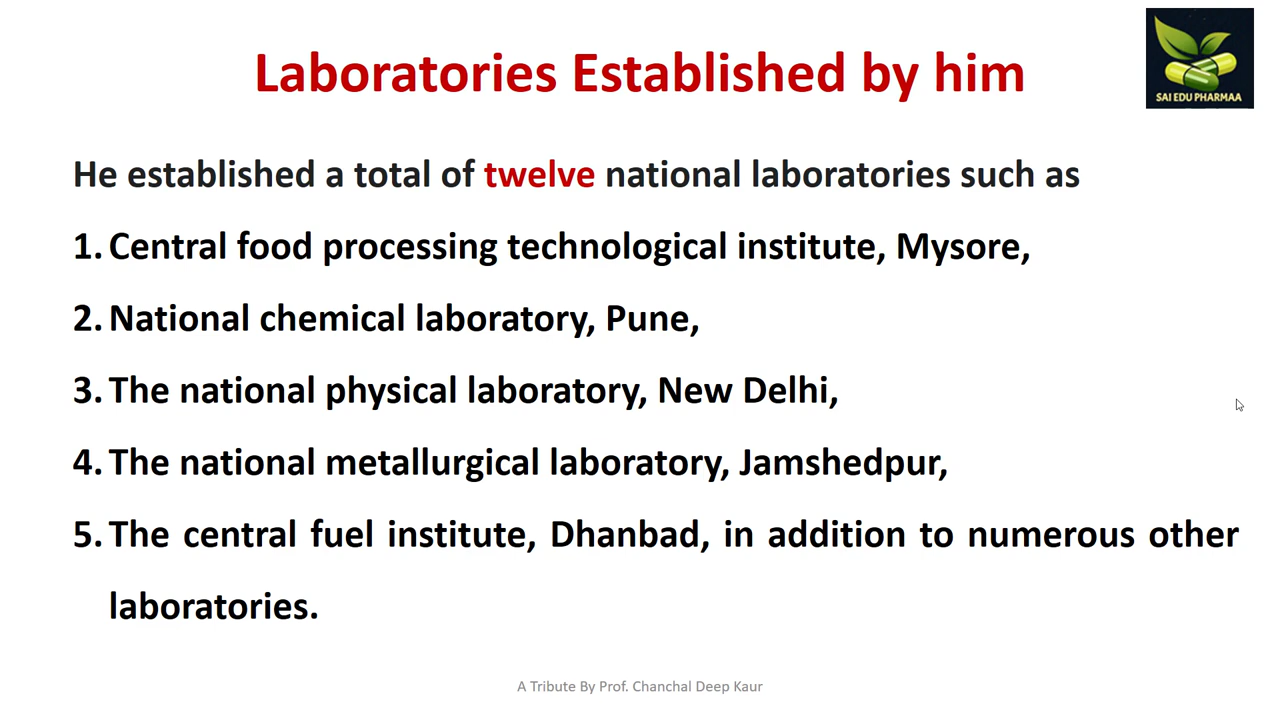 Laboratories Established by him
SAI EDU PHARMAA
He established a total of twelve national laboratories such as
1. Central food processing technological institute, Mysore,
2. National chemical laboratory, Pune,
3. The national physical laboratory, New Delhi,
4. The national metallurgical laboratory, Jamshedpur,
5. The central fuel institute, Dhanbad, in addition to numerous other
laboratories.
A Tribute By Prof. Chanchal Deep Kaur